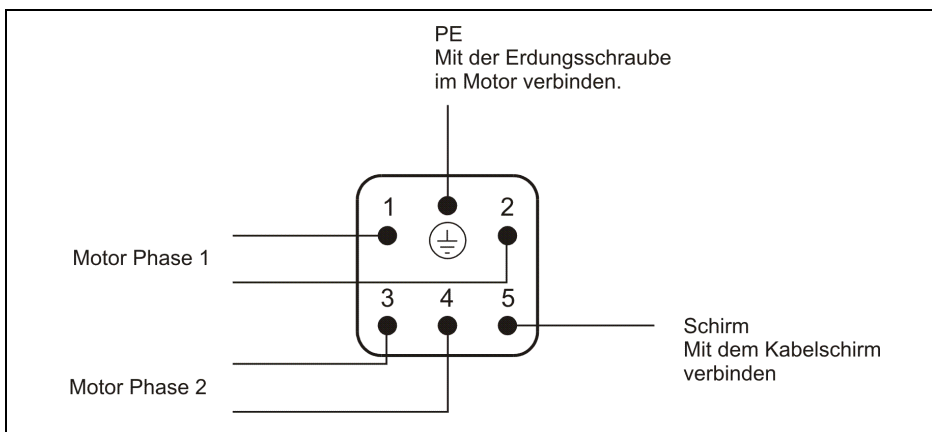 PE
Mit der Erdungsschraube
im Motor verbinden.
1
2
Motor Phase 1
3
4
5
Schirm
Mit dem Kabelschirm
verbinden
Motor Phase 2